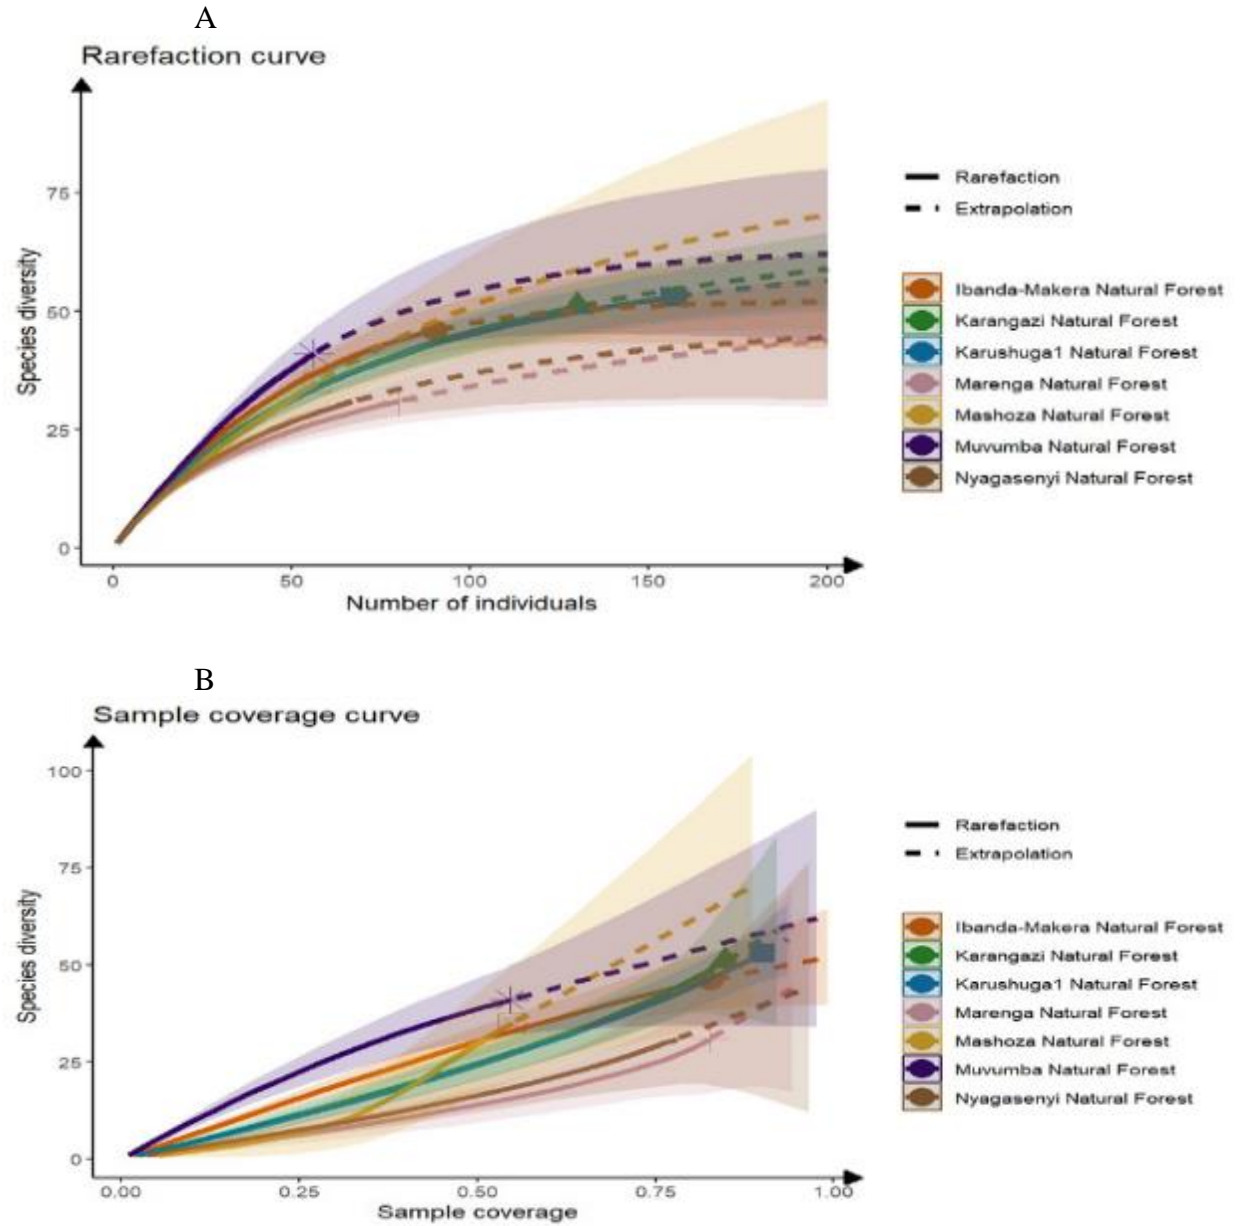 A
Rarefaction curve
75
50
25
0
Species diversity
0 50 100 150 200
Number of individuals
Rarefaction
Extrapolation
Ibanda-Makera Natural Forest
Karangazi Natural Forest
Karushuga1 Natural Forest
Marenga Natural Forest
Mashoza Natural Forest
Muvumba Natural Forest
Nyagasenyi Natural Forest
B
Sample coverage curve
100
75
50
25
0
Species diversity
0.00 0.25 0.50 0.75 1.00
Sample coverage
Rarefaction
Extrapolation
Ibanda-Makera Natural Forest
Karangazi Natural Forest
Karushuga1 Natural Forest
Marenga Natural Forest
Mashoza Natural Forest
Muvumba Natural Forest
Nyagasenyi Natural Forest